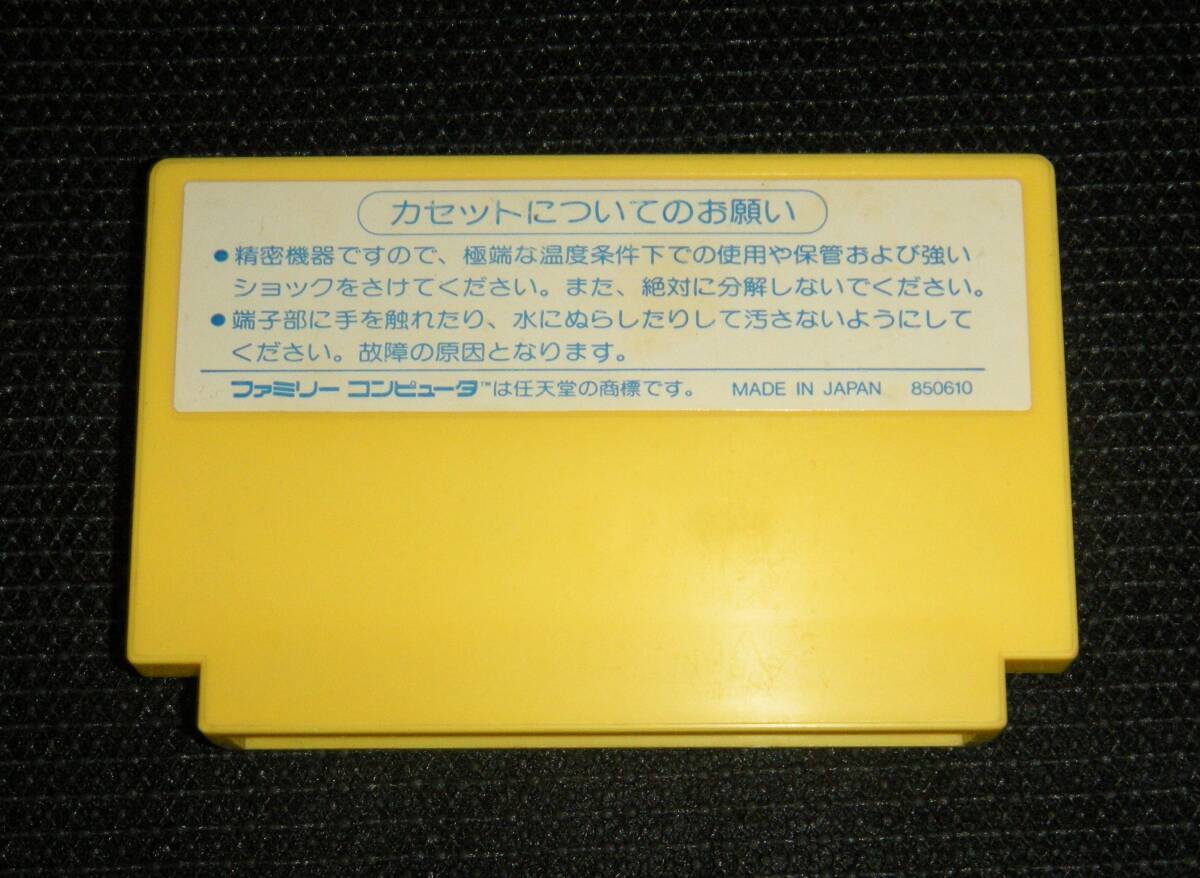 カセットについてのお願い
●精密機器ですので、極端な温度条件下での使用や保管および強い
ショックをさけてください。また、絶対に分解しないでください。
●端子部に手を触れたり、水にぬらしたりして汚さないようにして
ください。故障の原因となります。
ファミリー コンピュータ™は任天堂の商標です。 MADE IN JAPAN 850610